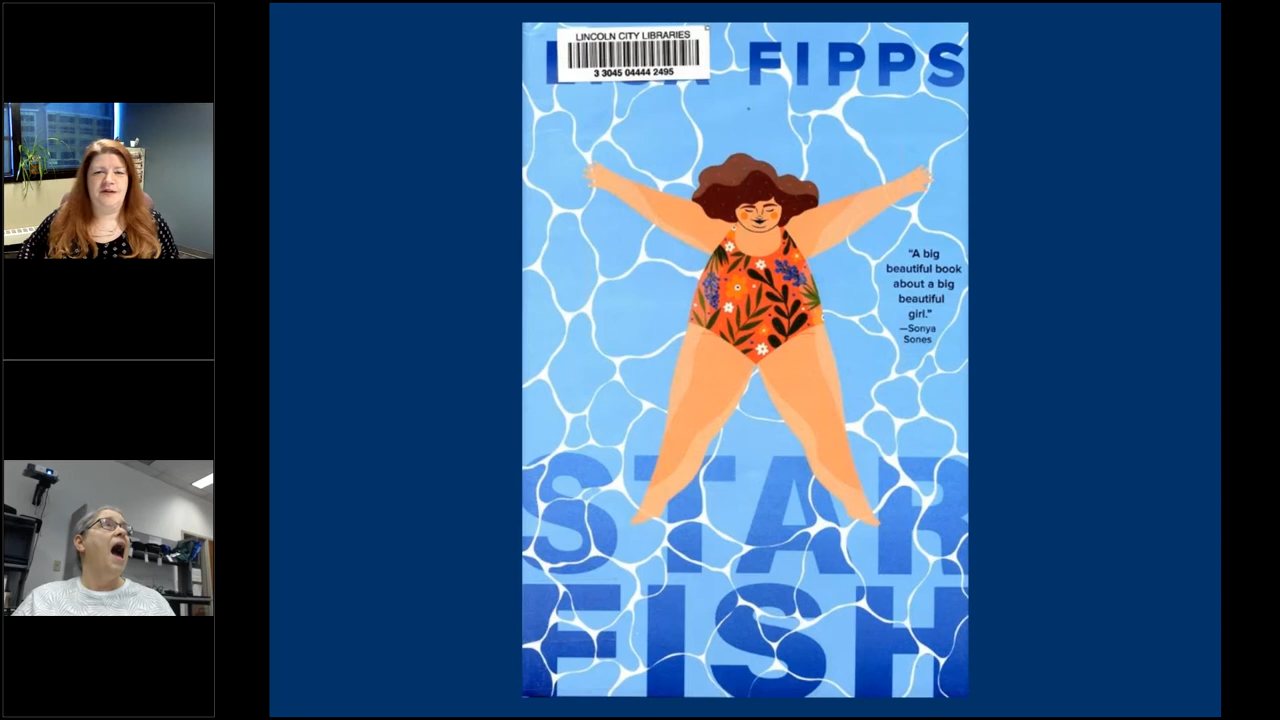 LINCOLN CITY LIBRARIES
3 3045 04444 2495
FIPPS
"A big
beautiful book
about a big
beautiful
girl."
—Sonya
Sones
STAR
FISH